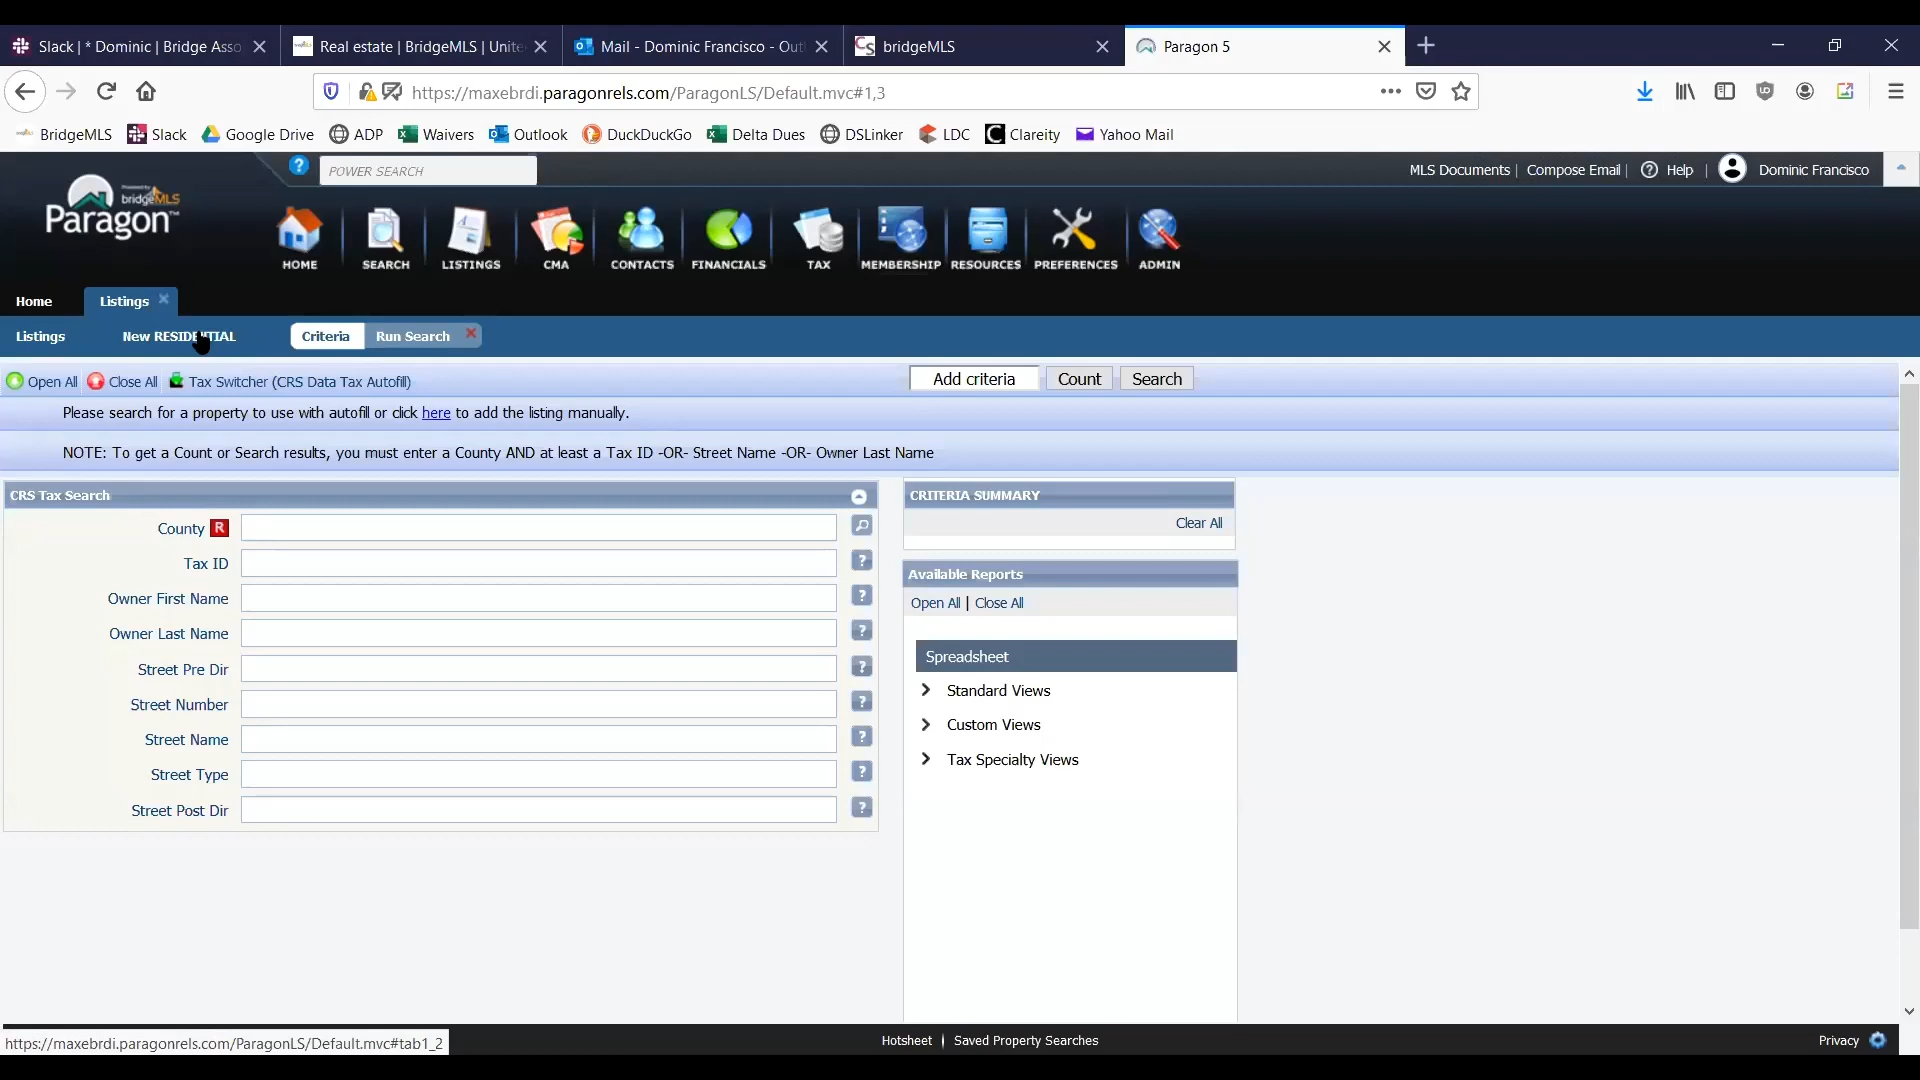 Slack | * Dominic | Bridge Asso
Real estate | BridgeMLS | Unite
Mail - Dominic Francisco - Out
bridgeMLS
Paragon 5
https://maxebrdi.paragonrels.com/ParagonLS/Default.mvc#1,3
BridgeMLS
Slack
Google Drive
ADP
Waivers
Outlook
DuckDuckGo
Delta Dues
DSLinker
LDC
Clareity
Yahoo Mail
POWER SEARCH
MLS Documents | Compose Email | Help | Dominic Francisco
Powered by
bridgeMLS
Paragon™
HOME
SEARCH
LISTINGS
CMA
CONTACTS
FINANCIALS
TAX
MEMBERSHIP
RESOURCES
PREFERENCES
ADMIN
Home
Listings
Listings
New RESIDENTIAL
Criteria
Run Search
Open All
Close All
Tax Switcher (CRS Data Tax Autofill)
Add criteria
Count
Search
Please search for a property to use with autofill or click here to add the listing manually.
NOTE: To get a Count or Search results, you must enter a County AND at least a Tax ID -OR- Street Name -OR- Owner Last Name
CRS Tax Search
County R
Tax ID
Owner First Name
Owner Last Name
Street Pre Dir
Street Number
Street Name
Street Type
Street Post Dir
CRITERIA SUMMARY
Clear All
Available Reports
Open All | Close All
Spreadsheet
Standard Views
Custom Views
Tax Specialty Views
https://maxebrdi.paragonrels.com/ParagonLS/Default.mvc#tab1_2
Hotsheet | Saved Property Searches
Privacy